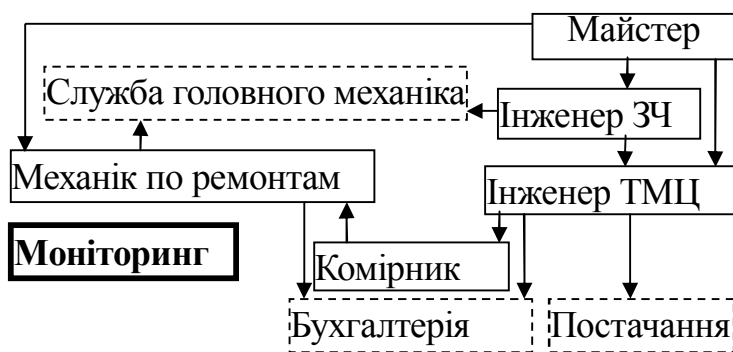 Майстер
Служба головного механіка
Інженер ЗЧ
Механік по ремонтам
Інженер ТМЦ
Моніторинг
Комірник
Бухгалтерія
Постачання